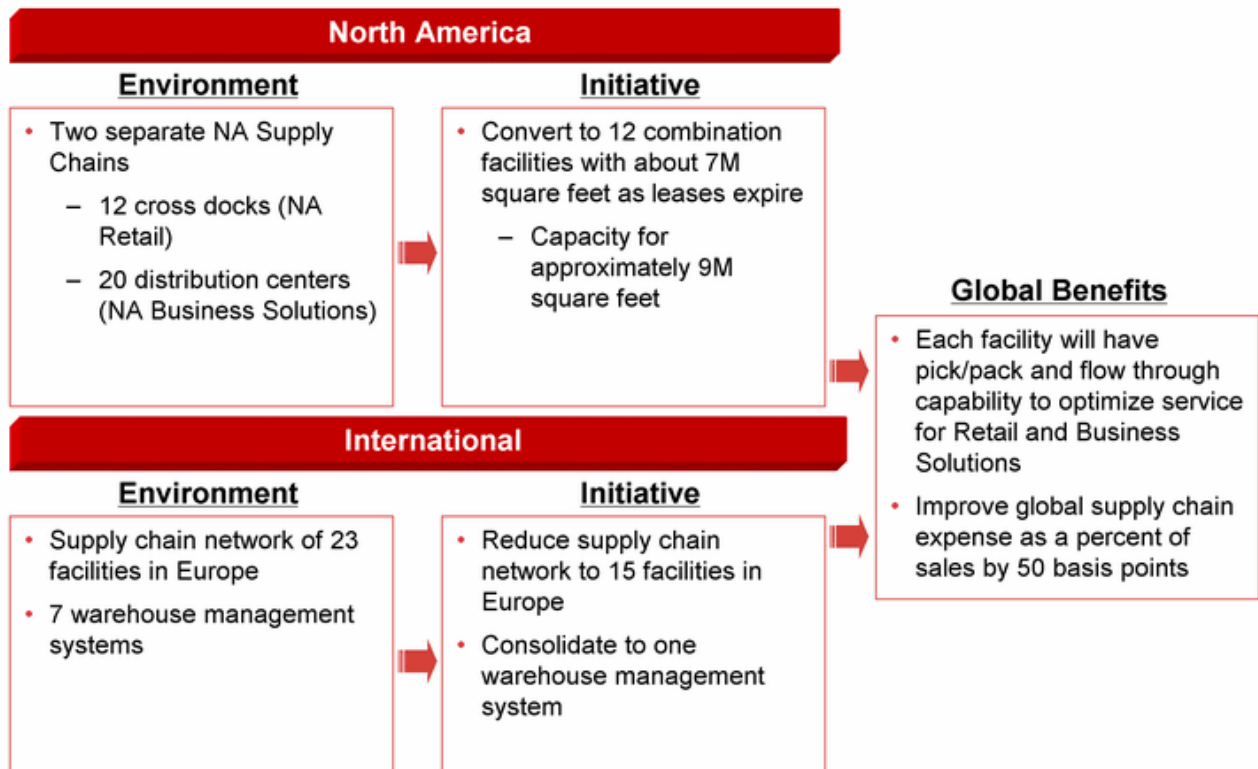 North America
Environment
• Two separate NA Supply
Chains
– 12 cross docks (NA
Retail)
– 20 distribution centers
(NA Business Solutions)
Initiative
• Convert to 12 combination
facilities with about 7M
square feet as leases expire
– Capacity for
approximately 9M
square feet
International
Environment
• Supply chain network of 23
facilities in Europe
• 7 warehouse management
systems
Initiative
• Reduce supply chain
network to 15 facilities in
Europe
• Consolidate to one
warehouse management
system
Global Benefits
• Each facility will have
pick/pack and flow through
capability to optimize service
for Retail and Business
Solutions
• Improve global supply chain
expense as a percent of
sales by 50 basis points